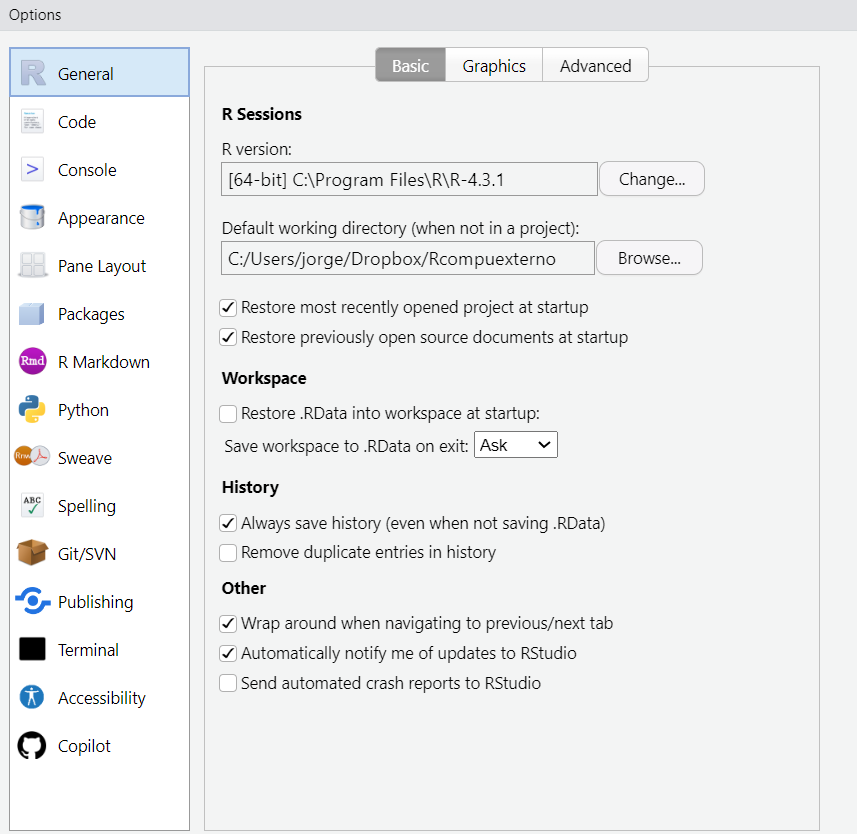 Options
General
Code
Console
Appearance
Pane Layout
Packages
Rmd R Markdown
Python
Rnw Sweave
ABC Spelling
Git/SVN
Publishing
Terminal
Accessibility
Copilot
Basic Graphics Advanced
R Sessions
R version:
[64-bit] C:\Program Files\R\R-4.3.1 Change...
Default working directory (when not in a project):
C:/Users/jorge/Dropbox/Rcompuexterno Browse...
Restore most recently opened project at startup
Restore previously open source documents at startup
Workspace
Restore .RData into workspace at startup:
Save workspace to .RData on exit: Ask
History
Always save history (even when not saving .RData)
Remove duplicate entries in history
Other
Wrap around when navigating to previous/next tab
Automatically notify me of updates to RStudio
Send automated crash reports to RStudio